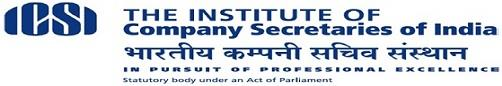 ICSI
THE INSTITUTE OF
Company Secretaries of India
भारतीय कम्पनी सचिव संस्थान
IN PURSUIT OF PROFESSIONAL EXCELLENCE
Statutory body under an Act of Parliament